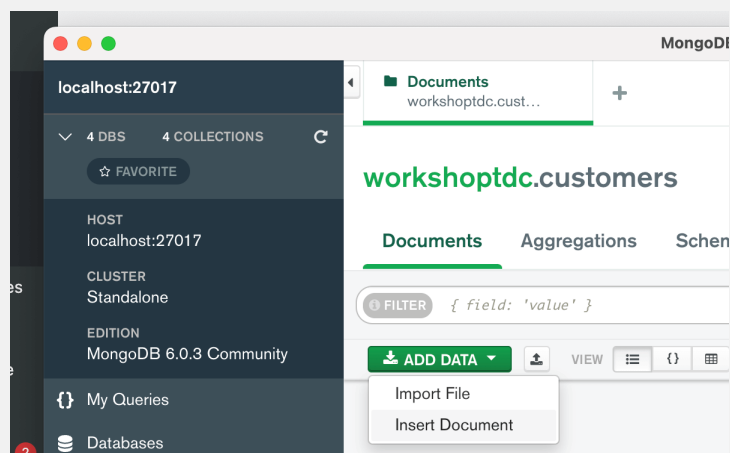 MongoDB
localhost:27017
4 DBS 4 COLLECTIONS
FAVORITE
HOST
localhost:27017
CLUSTER
Standalone
EDITION
MongoDB 6.0.3 Community
{} My Queries
Databases
es
e
2
Documents
workshoptdc.cust...
+
workshoptdc.customers
Documents Aggregations Schem
FILTER { field: 'value' }
ADD DATA VIEW {}
Import File
Insert Document